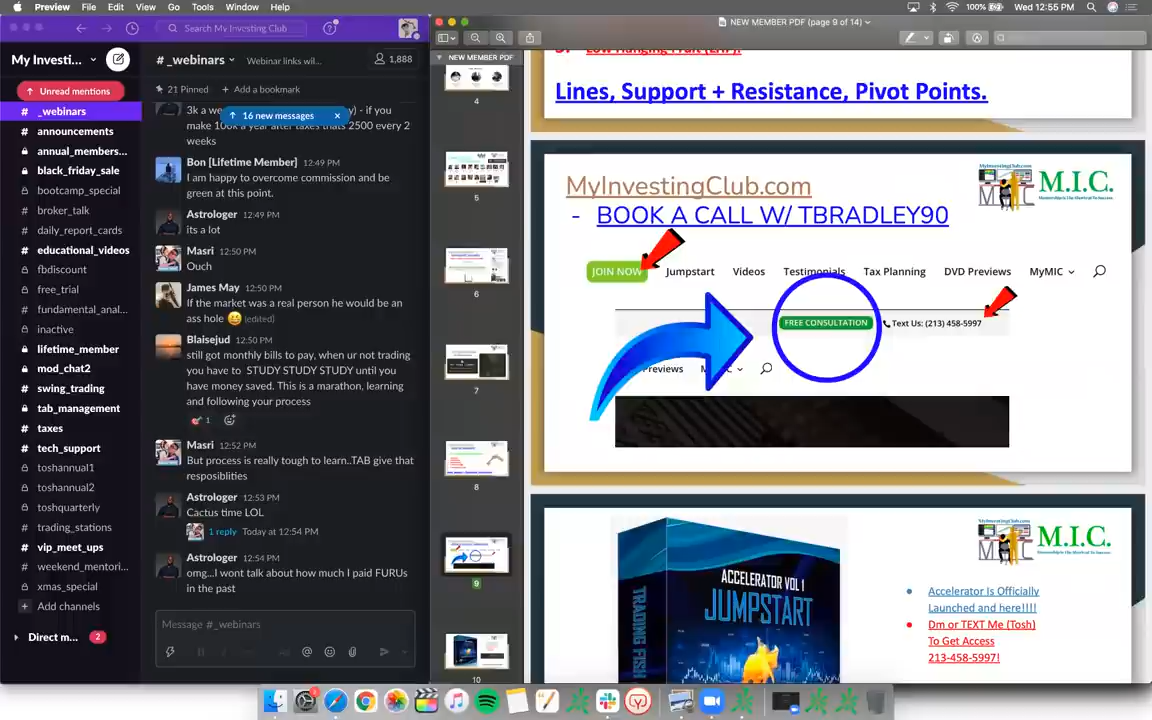 Preview File Edit View Go Tools Window Help
100% Wed 12:55 PM
Search My Investing Club
NEW MEMBER PDF (page 9 of 14)
My Investi...
# _webinars
Webinar links wil...
1,888
Unread mentions
21 Pinned
+ Add a bookmark
# _webinars
announcements
annual_members...
black_friday_sale
bootcamp_special
broker_talk
daily_report_cards
educational_videos
fbdiscount
free_trial
fundamental_anal...
inactive
lifetime_member
mod_chat2
swing_trading
tab_management
taxes
tech_support
toshannual1
toshannual2
toshquarterly
trading_stations
vip_meet_ups
weekend_mentori...
xmas_special
Add channels
Direct m... 2
16 new messages
make 100k a year after taxes thats 2500 every 2
weeks
Bon [Lifetime Member] 12:49 PM
I am happy to overcome commission and be
green at this point.
Astrologer 12:49 PM
its a lot
Masri 12:50 PM
Ouch
James May 12:50 PM
If the market was a real person he would be an
ass hole (edited)
Blaisejud 12:50 PM
still got monthly bills to pay, when ur not trading
you have to STUDY STUDY STUDY until you
have money saved. This is a marathon, learning
and following your process
1
Masri 12:52 PM
But process is really tough to learn..TAB give that
resposiblities
Astrologer 12:53 PM
Cactus time LOL
1 reply Today at 12:54 PM
Astrologer 12:54 PM
omg...I wont talk about how much I paid FURUs
in the past
Message #_webinars
NEW MEMBER PDF
4
5
6
7
8
9
10
Lines, Support + Resistance, Pivot Points.
MyInvestingClub.com
- BOOK A CALL W/ TBRADLEY90
MyInvestingClub.com
M.I.C.
JOIN NOW Jumpstart Videos Testimonials Tax Planning DVD Previews MyMIC
FREE CONSULTATION Text Us: (213) 458-5997
Previews
MyInvestingClub.com
M.I.C.
ACCELERATOR VOL 1
JUMPSTART
Accelerator Is Officially
Launched and here!!!!
Dm or TEXT Me (Tosh)
To Get Access
213-458-5997!